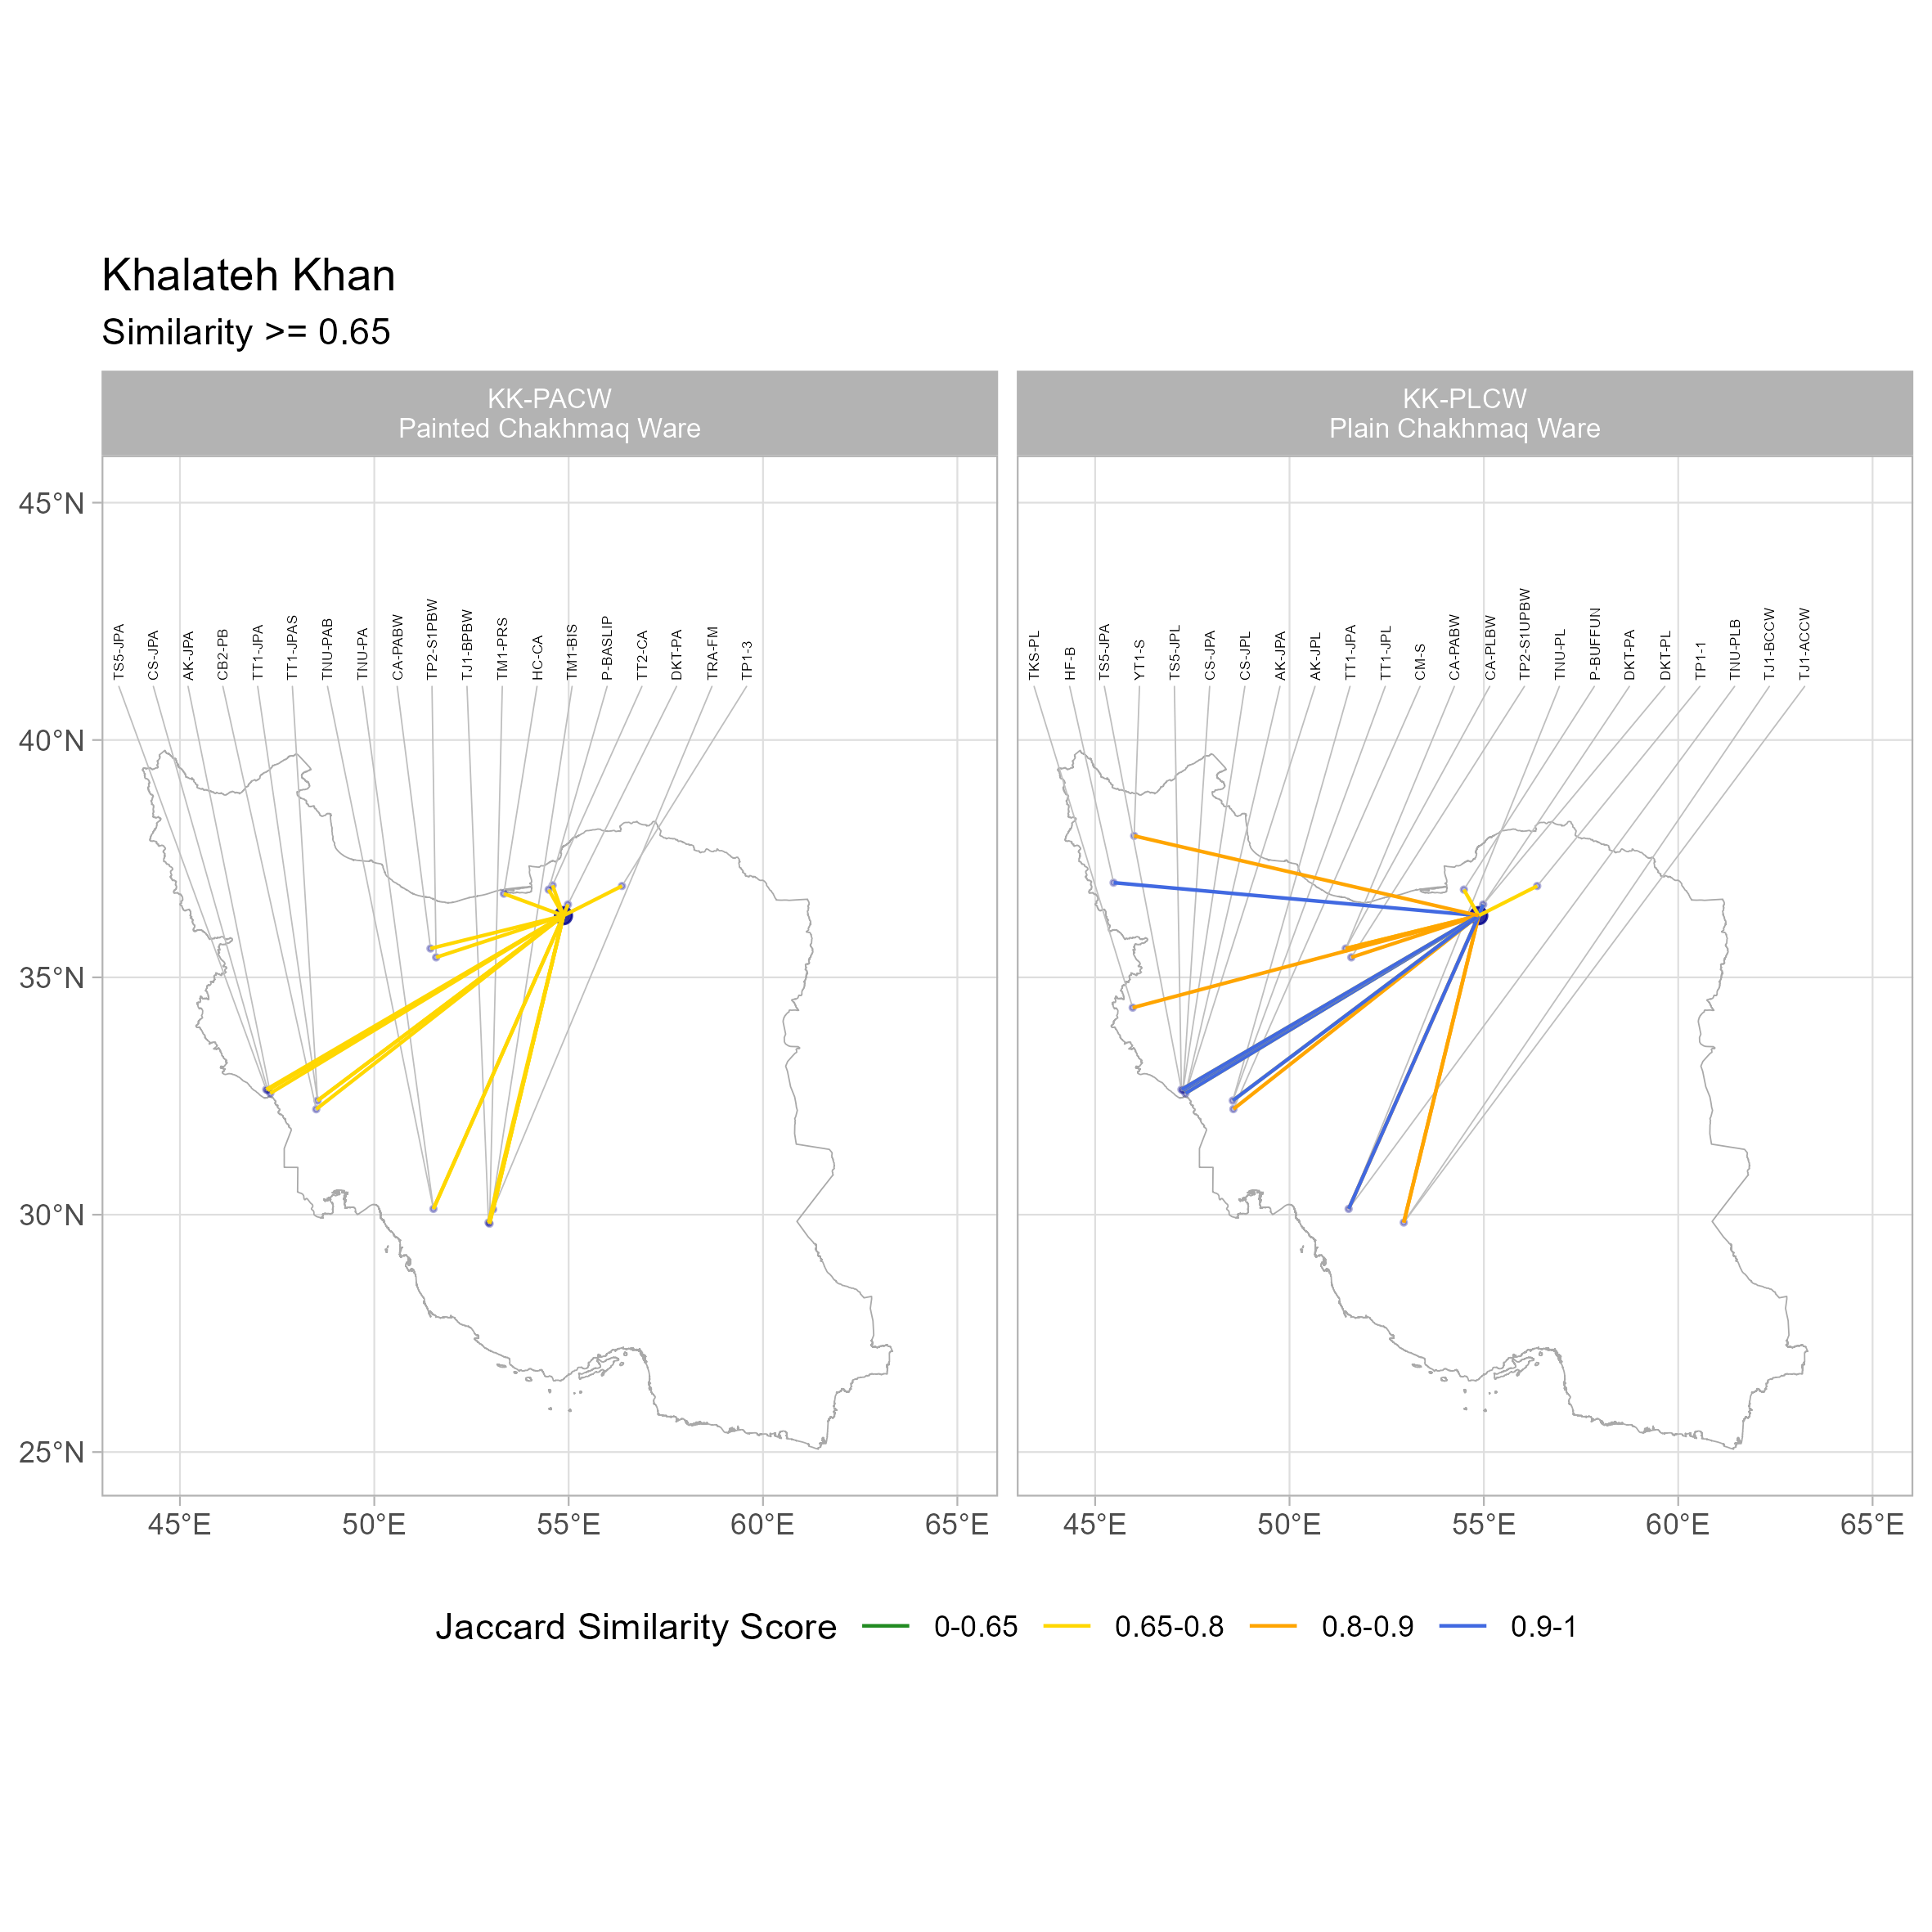 Khalateh Khan
Similarity >= 0.65
KK-PACW
Painted Chakhmaq Ware
KK-PLCW
Plain Chakhmaq Ware
45°N
40°N
35°N
30°N
25°N
TS5-JPA
CS-JPA
AK-JPA
CB2-PB
TT1-JPA
TT1-JPAS
TNU-PAB
TNU-PA
CA-PABW
TP2-S1PBW
TJ1-BPBW
TM1-PRS
HC-CA
TM1-BIS
P-BASLIP
TT2-CA
DKT-PA
TRA-FM
TP1-3
TKS-PL
HF-B
TS5-JPA
YT1-S
TS5-JPL
CS-JPA
CS-JPL
AK-JPA
AK-JPL
TT1-JPA
TT1-JPL
CM-S
CA-PABW
CA-PLBW
TP2-S1UPBW
TNU-PL
P-BUFFUN
DKT-PA
DKT-PL
TP1-1
TNU-PLB
TJ1-BCCW
TJ1-ACCW
45°E
50°E
55°E
60°E
65°E
45°E
50°E
55°E
60°E
65°E
Jaccard Similarity Score
0-0.65
0.65-0.8
0.8-0.9
0.9-1